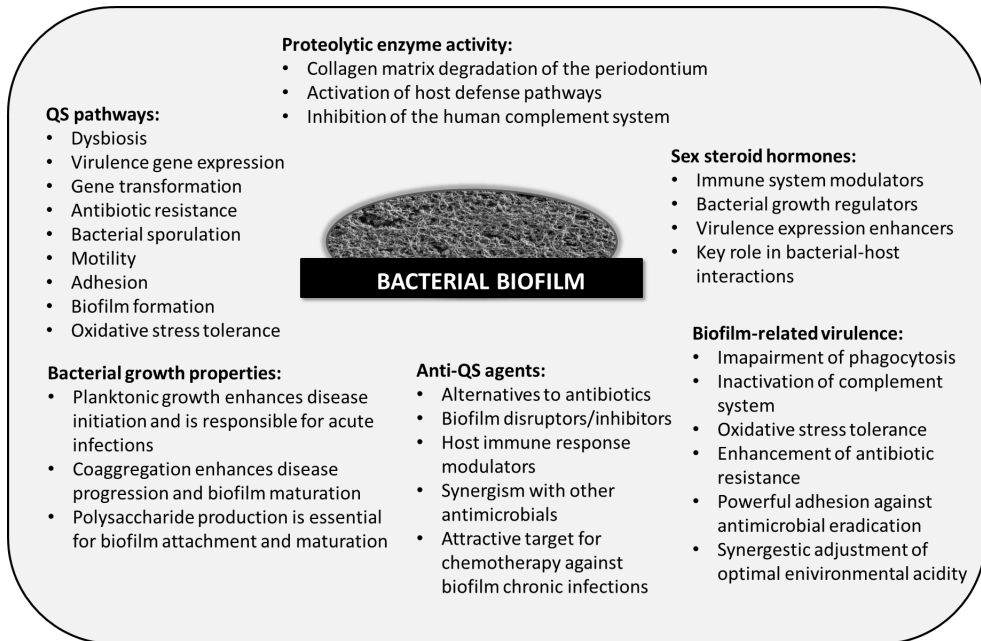 Proteolytic enzyme activity:
• Collagen matrix degradation of the periodontium
• Activation of host defense pathways
• Inhibition of the human complement system
QS pathways:
• Dysbiosis
• Virulence gene expression
• Gene transformation
• Antibiotic resistance
• Bacterial sporulation
• Motility
• Adhesion
• Biofilm formation
• Oxidative stress tolerance
Sex steroid hormones:
• Immune system modulators
• Bacterial growth regulators
• Virulence expression enhancers
• Key role in bacterial-host
interactions
BACTERIAL BIOFILM
Bacterial growth properties:
• Planktonic growth enhances disease
initiation and is responsible for acute
infections
• Coaggregation enhances disease
progression and biofilm maturation
• Polysaccharide production is essential
for biofilm attachment and maturation
Anti-QS agents:
• Alternatives to antibiotics
• Biofilm disruptors/inhibitors
• Host immune response
modulators
• Synergism with other
antimicrobials
• Attractive target for
chemotherapy against
biofilm chronic infections
Biofilm-related virulence:
• Imapairment of phagocytosis
• Inactivation of complement
system
• Oxidative stress tolerance
• Enhancement of antibiotic
resistance
• Powerful adhesion against
antimicrobial eradication
• Synergestic adjustment of
optimal enivironmental acidity